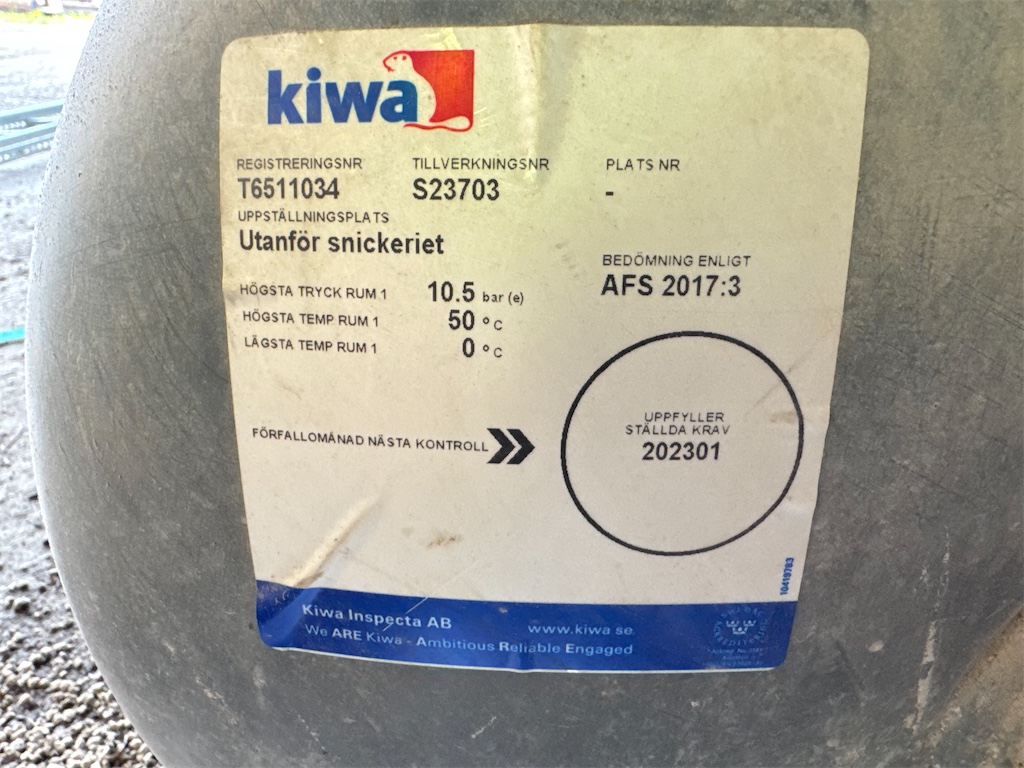 kiwa
REGISTRERINGSNR TILLVERKNINGSNR PLATS NR
T6511034 S23703 -
UPPSTÄLLNINGSPLATS
Utanför snickeriet
BEDÖMNING ENLIGT
AFS 2017:3
HÖGSTA TRYCK RUM 1 10.5 bar (e)
HÖGSTA TEMP RUM 1 50 °C
LÄGSTA TEMP RUM 1 0 °C
FÖRFALLOMÅNAD NÄSTA KONTROLL
UPPFYLLER
STÄLLDA KRAV
202301
10419763
Kiwa Inspecta AB
www.kiwa.se
We ARE Kiwa - Ambitious Reliable Engaged